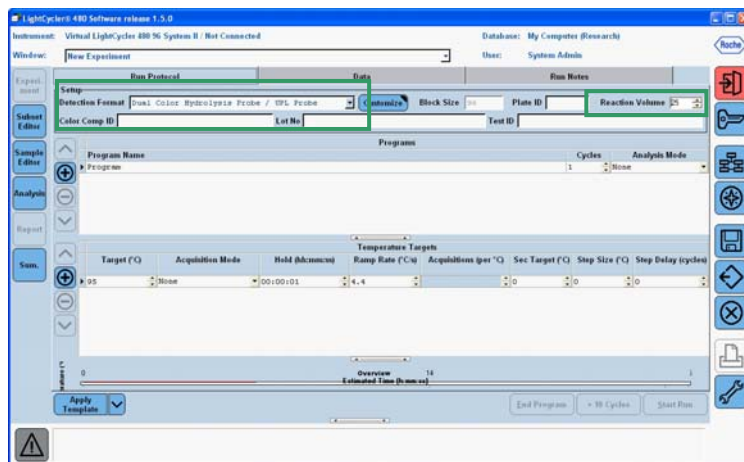 LightCycler® 480 Software release 1.5.0
Instrument: Virtual LightCycler 480 96 System II / Not Connected Database: My Computer (Research)
Window: New Experiment User: System Admin
Roche
Experi- ment Run Protocol Data Run Notes
Setup
Detection Format Dual Color Hydrolysis Probe / UPL Probe Customize Block Size 96 Plate ID Reaction Volume 25
Color Comp ID Lot No Test ID
Subset Editor
Programs
Sample Editor Program Name Cycles Analysis Mode
Program 1 None
Analysis
Report
Temperature Targets
Sum. Target (°C) Acquisition Mode Hold (hh:mm:ss) Ramp Rate (°C/s) Acquisitions (per °C) Sec Target (°C) Step Size (°C) Step Delay (cycles)
95 None 00:00:01 4.4 0 0 0
Overview
0 14 1
Estimated Time (h:mm:ss)
Apply Template End Program + 10 Cycles Start Run